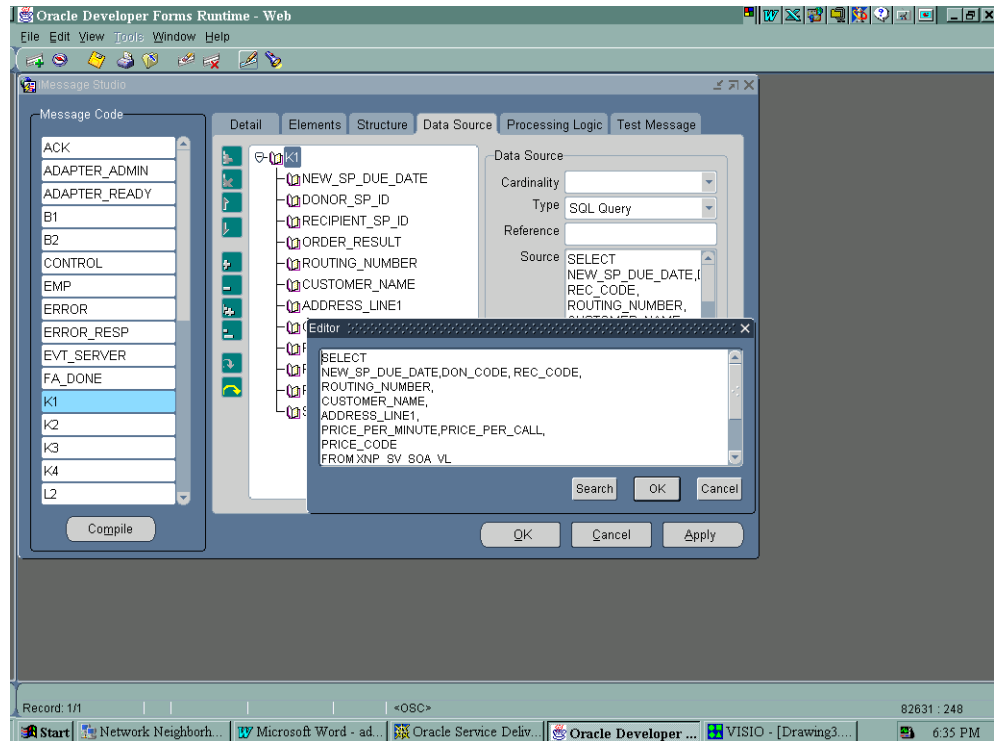 Oracle Developer Forms Runtime - Web
File Edit View Tools Window Help
Message Studio
Message Code
ACK
ADAPTER_ADMIN
ADAPTER_READY
B1
B2
CONTROL
EMP
ERROR
ERROR_RESP
EVT_SERVER
FA_DONE
K1
K2
K3
K4
L2
Compile
Detail Elements Structure Data Source Processing Logic Test Message
K1
NEW_SP_DUE_DATE
DONOR_SP_ID
RECIPIENT_SP_ID
ORDER_RESULT
ROUTING_NUMBER
CUSTOMER_NAME
ADDRESS_LINE1
Data Source
Cardinality
Type SQL Query
Reference
Source SELECT
NEW_SP_DUE_DATE,
REC_CODE,
ROUTING_NUMBER,
CUSTOMER_NAME
Editor
SELECT
NEW_SP_DUE_DATE,DON_CODE, REC_CODE,
ROUTING_NUMBER,
CUSTOMER_NAME,
ADDRESS_LINE1,
PRICE_PER_MINUTE,PRICE_PER_CALL,
PRICE_CODE
FROM XNP_SV_SOA_VL
Search OK Cancel
OK Cancel Apply
Record: 1/1 <OSC> 82631 : 248
Start Network Neighborh... Microsoft Word - ad... Oracle Service Deliv... Oracle Developer ... VISIO - [Drawing3.... 6:35 PM